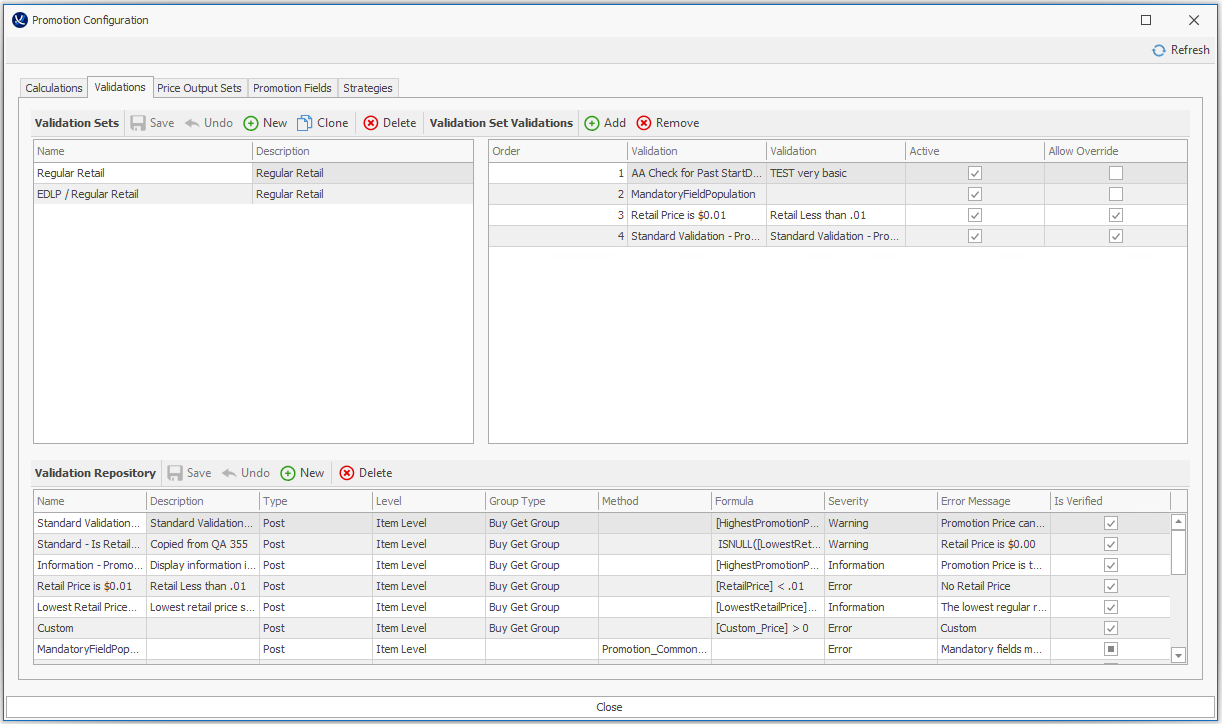 Promotion Configuration
Refresh
Calculations Validations Price Output Sets Promotion Fields Strategies
Validation Sets Save Undo New Clone Delete Validation Set Validations Add Remove
Name Description Order Validation Validation Active Allow Override
Regular Retail Regular Retail 1 AA Check for Past StartD... TEST very basic
EDLP / Regular Retail Regular Retail 2 MandatoryFieldPopulation
3 Retail Price is $0.01 Retail Less than .01
4 Standard Validation - Pro... Standard Validation - Pro...
Validation Repository Save Undo New Delete
Name Description Type Level Group Type Method Formula Severity Error Message Is Verified
Standard Validation... Standard Validation... Post Item Level Buy Get Group [HighestPromotionP... Warning Promotion Price can...
Standard - Is Retail... Copied from QA 355 Post Item Level Buy Get Group ISNULL([LowestRet... Warning Retail Price is $0.00
Information - Promo... Display information i... Post Item Level Buy Get Group [HighestPromotionP... Information Promotion Price is t...
Retail Price is $0.01 Retail Less than .01 Post Item Level Buy Get Group [RetailPrice] < .01 Error No Retail Price
Lowest Retail Price... Lowest retail price s... Post Item Level Buy Get Group [LowestRetailPrice]... Information The lowest regular r...
Custom Post Item Level Buy Get Group [Custom_Price] > 0 Error Custom
MandatoryFieldPop... Post Item Level Promotion_Common... Error Mandatory fields m...
Close